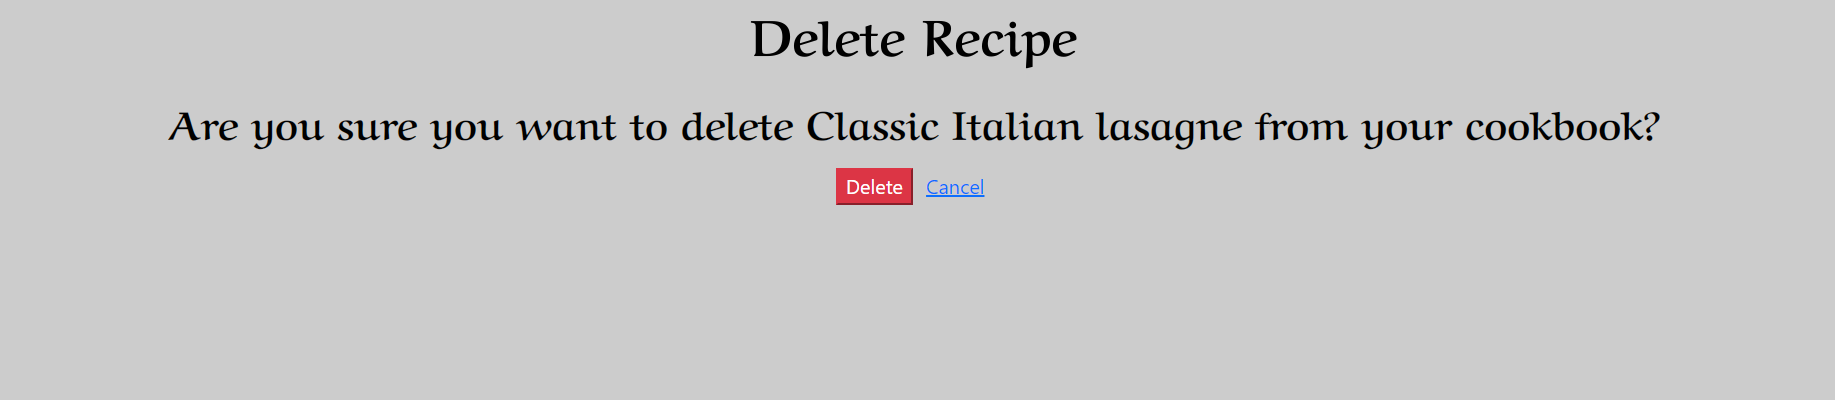 Delete Recipe
Are you sure you want to delete Classic Italian lasagne from your cookbook?
Delete Cancel